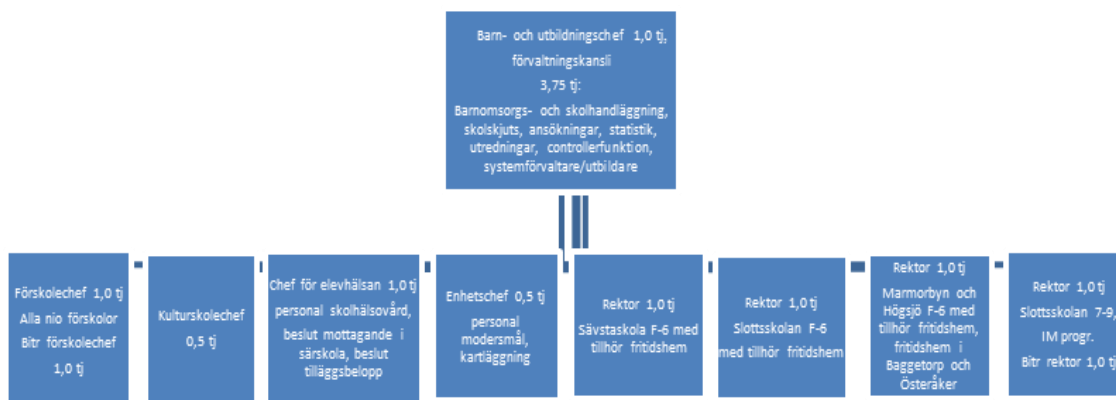 Barn- och utbildningschef 1,0 tj,
förvaltningskansli
3,75 tj:
Barnomsorgs- och skolhandläggning,
skolskjuts, ansökningar, statistik,
utredningar, controllerfunktion,
systemförvaltare/utbildare
Förskolechef 1,0 tj
Alla nio förskolor
Bitr förskolechef
1,0 tj
Kulturskolechef
0,5 tj
Chef för elevhälsan 1,0 tj
personal skolhälsovård,
beslut mottagande i
särskola, beslut
tilläggsbelopp
Enhetschef 0,5 tj
personal
modersmål,
kartläggning
Rektor 1,0 tj
Sävstaskola F-6 med
tillhör fritidshem
Rektor 1,0 tj
Slottsskolan F-6
med tillhör fritidshem
Rektor 1,0 tj
Marmorbyn och
Högsjö F-6 med
tillhör fritidshem,
fritidshem i
Baggetorp och
Österåker
Rektor 1,0 tj
Slottsskolan 7-9,
IM progr.
Bitr rektor 1,0 tj